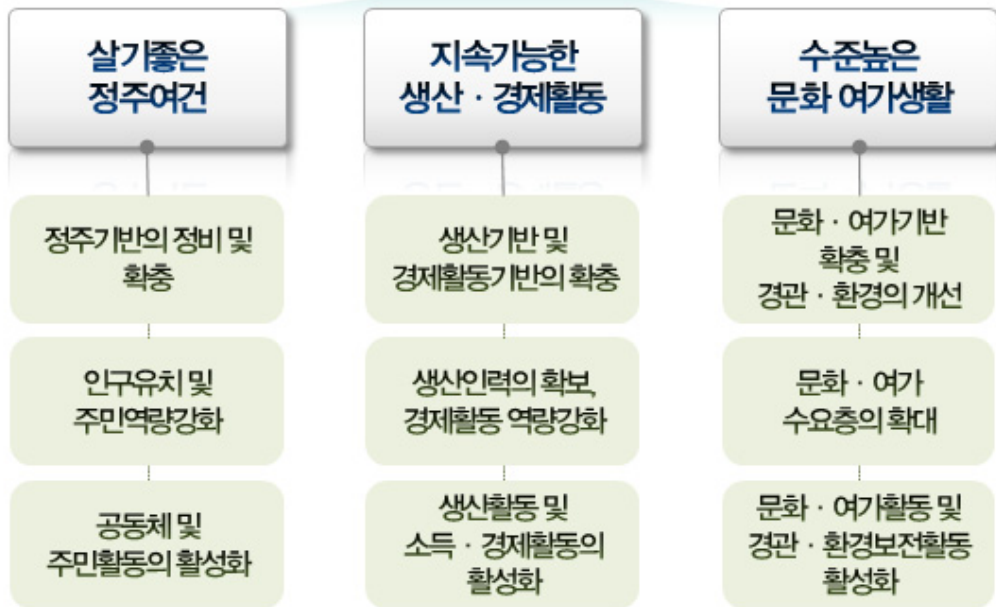 살기좋은
정주여건
정주기반의 정비 및
확충
인구유치 및
주민역량강화
공동체 및
주민활동의 활성화
지속가능한
생산 · 경제활동
생산기반 및
경제활동기반의 확충
생산인력의 확보,
경제활동 역량강화
생산활동 및
소득 · 경제활동의
활성화
수준높은
문화 여가생활
문화 · 여가기반
확충 및
경관 · 환경의 개선
문화 · 여가
수요층의 확대
문화 · 여가활동 및
경관 · 환경보전활동
활성화